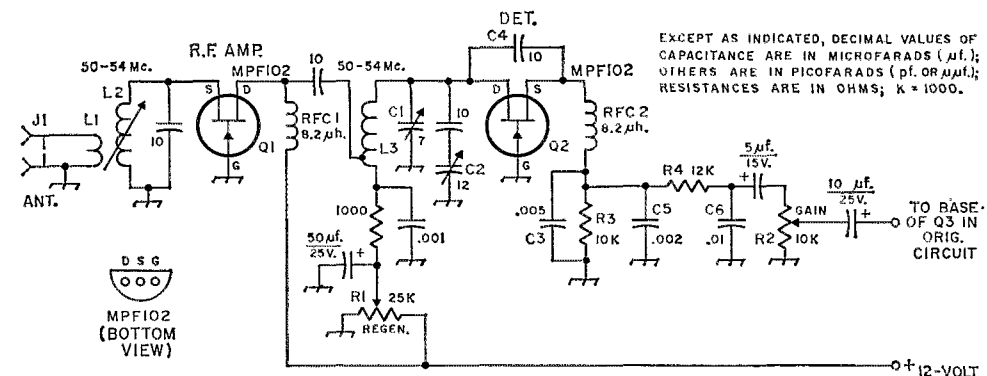 DET.
C4
10
R.F. AMP.
MPF102
50-54 Mc.
L2
J1
L1
10
ANT.
S
D
Q1
G
10
RFC 1
8.2µh.
50-54 Mc.
C1
7
L3
10
C2
12
D
S
MPF102
Q2
G
RFC 2
8.2µh.
EXCEPT AS INDICATED, DECIMAL VALUES OF
CAPACITANCE ARE IN MICROFARADS (µf.);
OTHERS ARE IN PICOFARADS (pf. OR µµf.);
RESISTANCES ARE IN OHMS; K = 1000.
1000
.001
50µf.
25V.
+
R1
25K
REGEN.
.005
C3
R3
10K
C5
.002
R4 12K
C6
.01
5µf.
15V.
+
GAIN
R2
10K
10 µf.
25V.
+
TO BASE
OF Q3 IN
ORIG.
CIRCUIT
D S G
MPF102
(BOTTOM
VIEW)
+ 12-VOLT